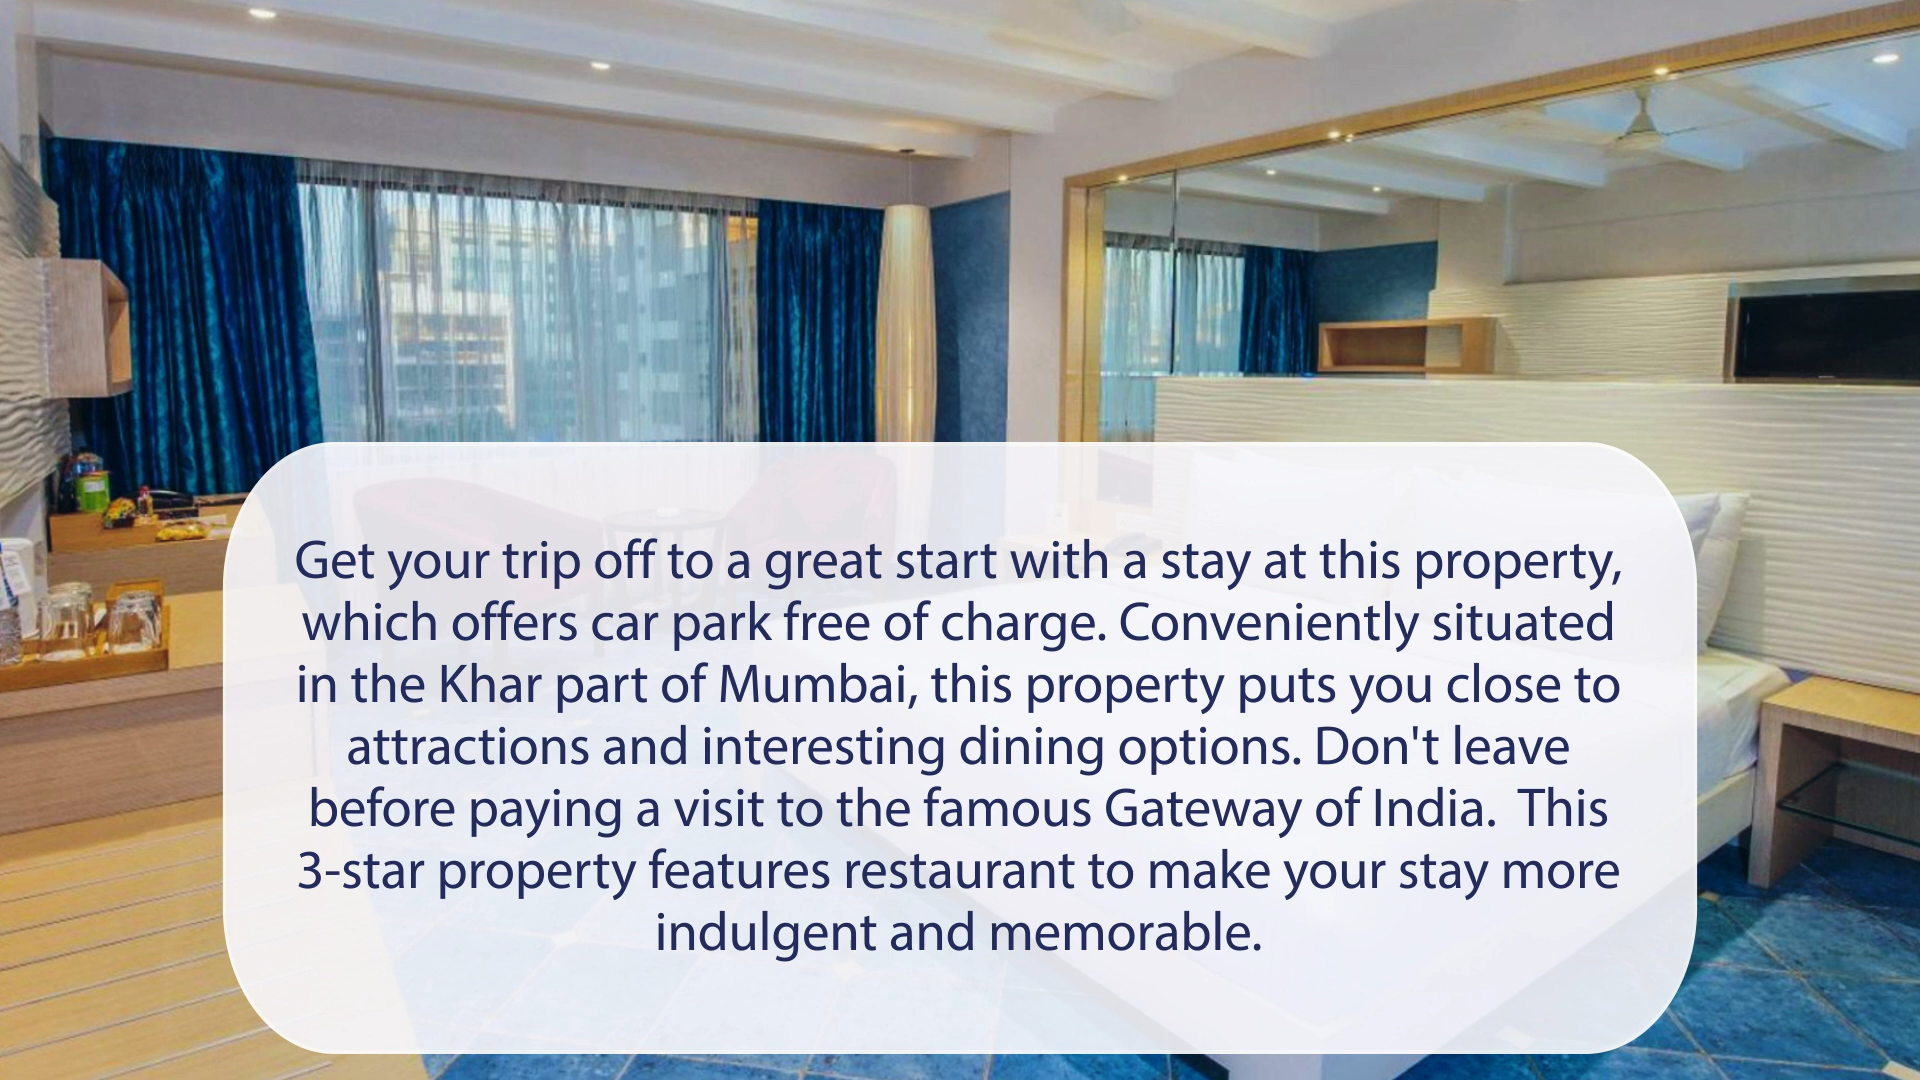 Get your trip off to a great start with a stay at this property,
which offers car park free of charge. Conveniently situated
in the Khar part of Mumbai, this property puts you close to
attractions and interesting dining options. Don't leave
before paying a visit to the famous Gateway of India.  This
3-star property features restaurant to make your stay more
indulgent and memorable.